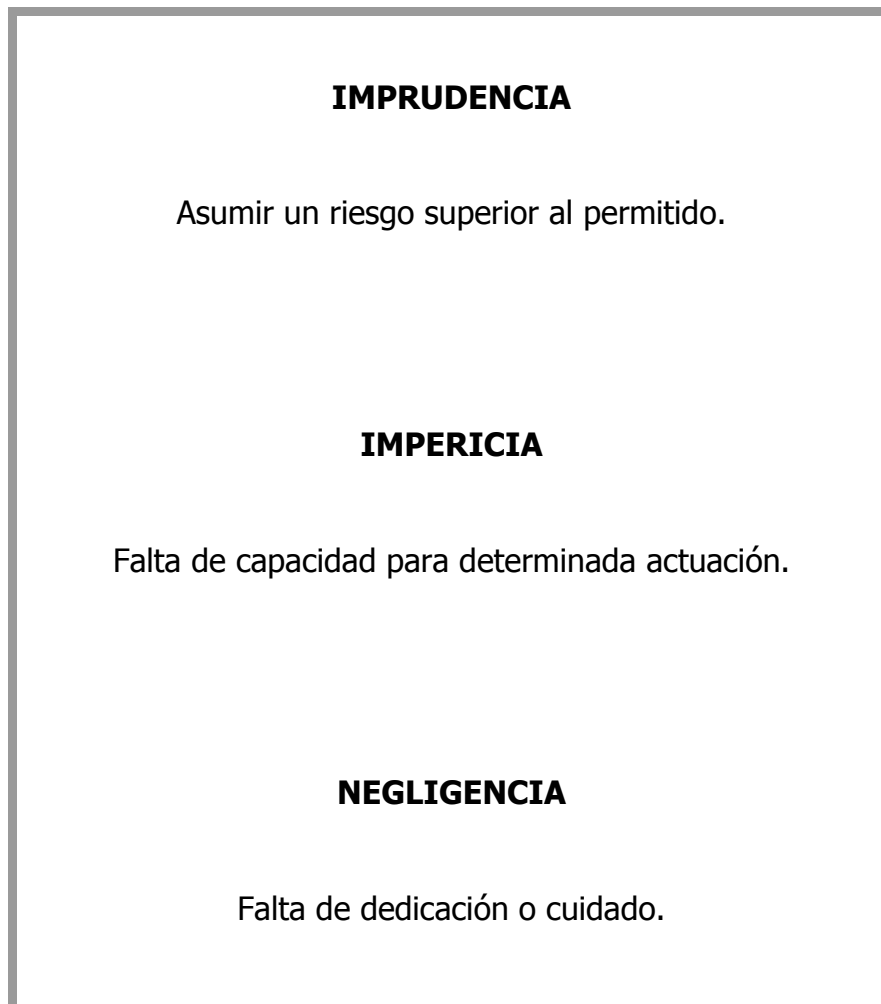 IMPRUDENCIA
Asumir un riesgo superior al permitido.
IMPERICIA
Falta de capacidad para determinada actuación.
NEGLIGENCIA
Falta de dedicación o cuidado.